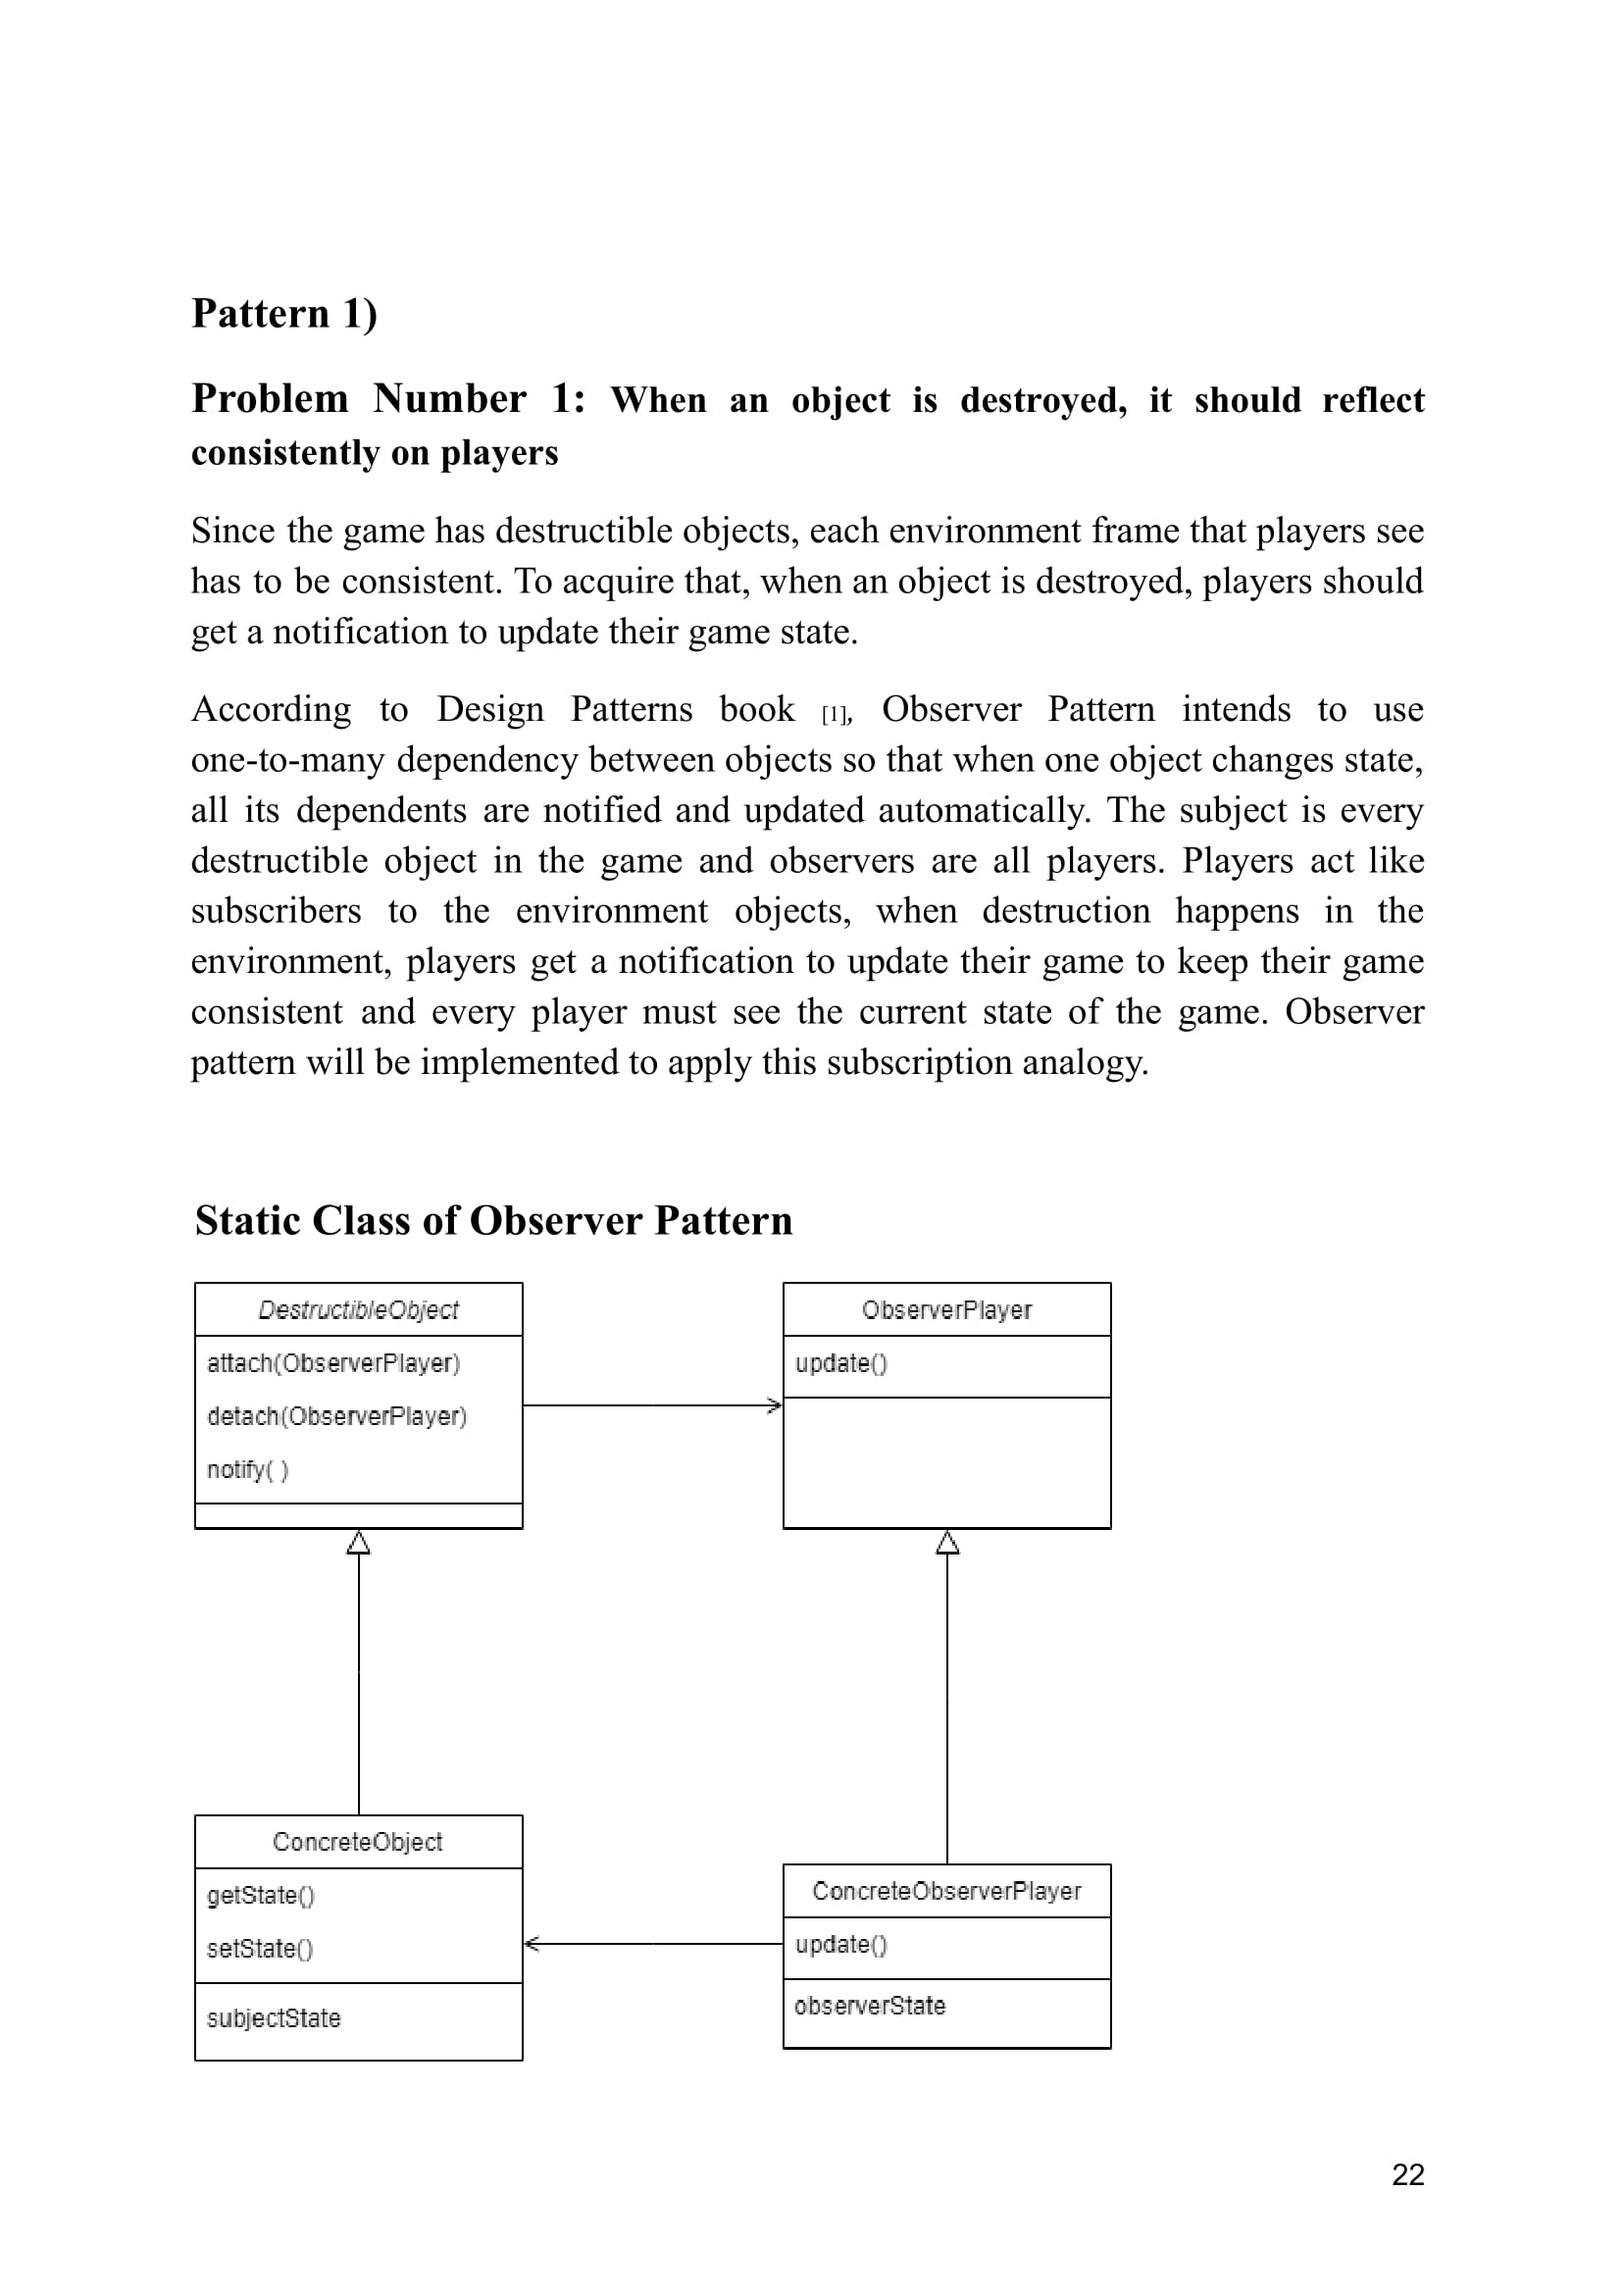 Pattern 1)
Problem Number 1: When an object is destroyed, it should reflect
consistently on players
Since the game has destructible objects, each environment frame that players see
has to be consistent. To acquire that, when an object is destroyed, players should
get a notification to update their game state.
According to Design Patterns book [1], Observer Pattern intends to use
one-to-many dependency between objects so that when one object changes state,
all its dependents are notified and updated automatically. The subject is every
destructible object in the game and observers are all players. Players act like
subscribers to the environment objects, when destruction happens in the
environment, players get a notification to update their game to keep their game
consistent and every player must see the current state of the game. Observer
pattern will be implemented to apply this subscription analogy.
Static Class of Observer Pattern
DestructibleObject
attach(ObserverPlayer)
detach(ObserverPlayer)
notify( )
ObserverPlayer
update()
ConcreteObject
getState()
setState()
subjectState
ConcreteObserverPlayer
update()
observerState
22